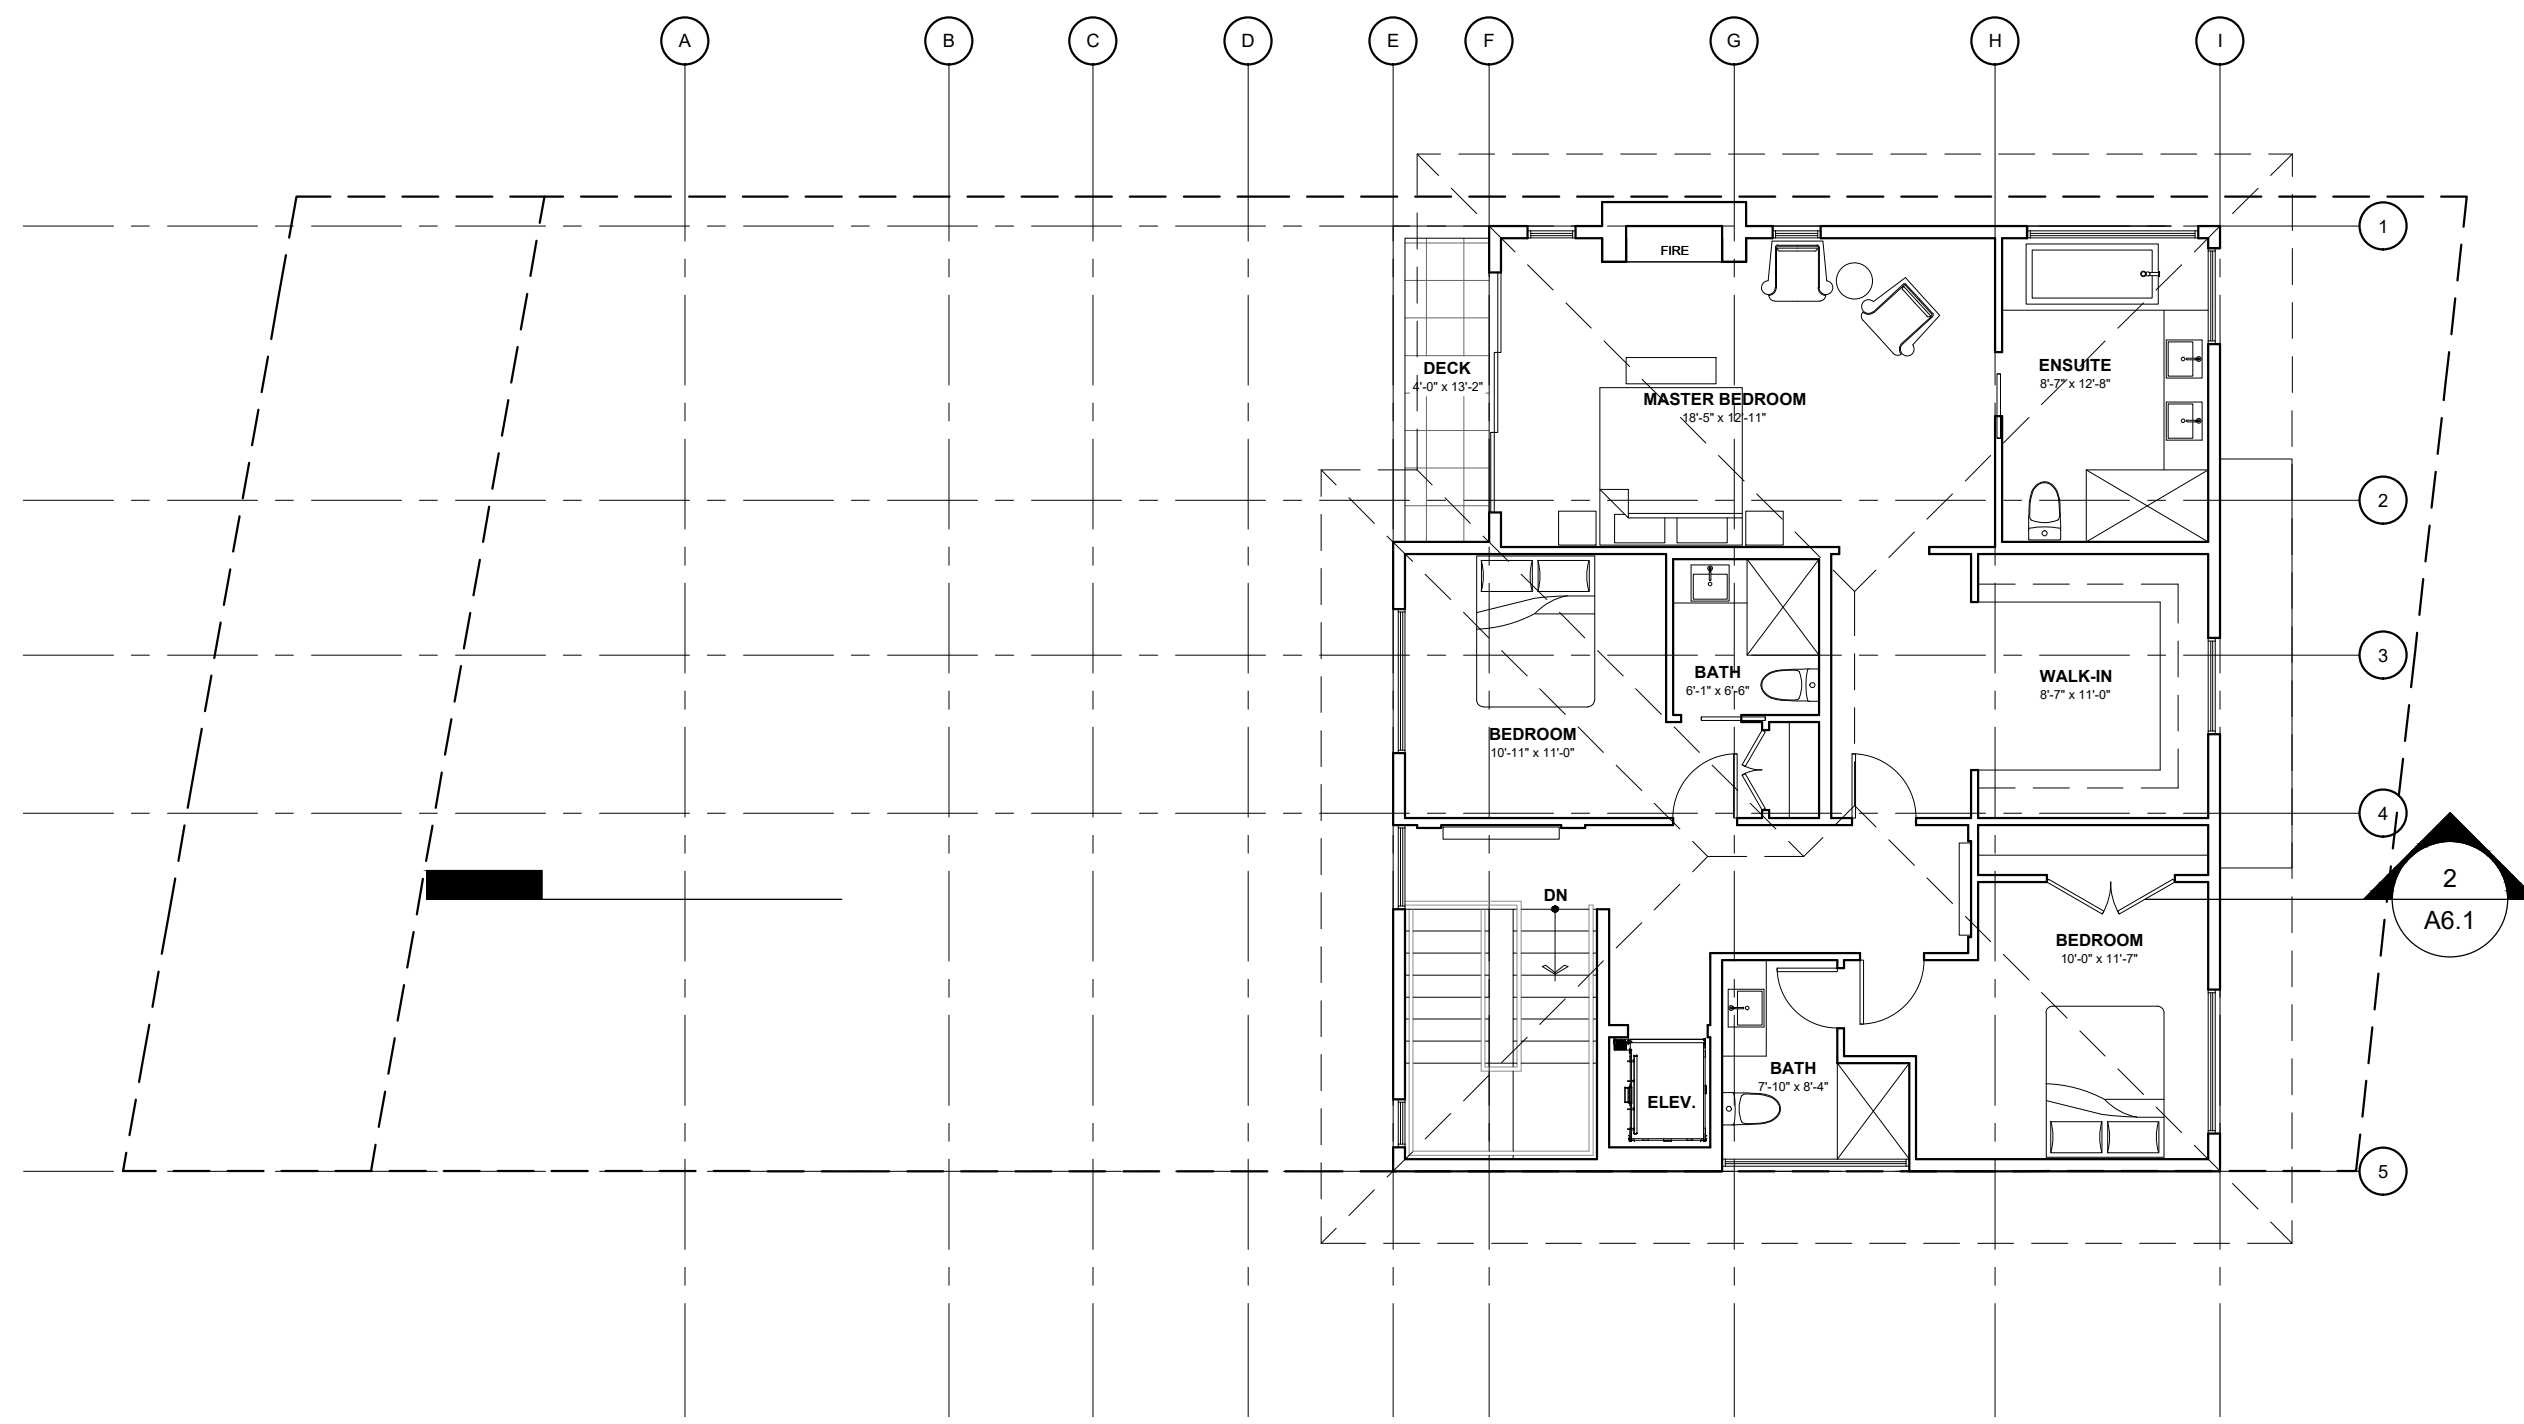 A
B
C
D
E
F
G
H
I
1
FIRE
DECK
4'-0" x 13'-2"
MASTER BEDROOM
18'-5" x 12'-11"
ENSUITE
8'-7" x 12'-8"
2
3
BATH
6'-1" x 6'-6"
WALK-IN
8'-7" x 11'-0"
BEDROOM
10'-11" x 11'-0"
4
DN
2
A6.1
BEDROOM
10'-0" x 11'-7"
BATH
7'-10" x 8'-4"
ELEV.
5